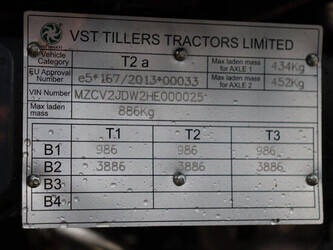 VST TILLERS TRACTORS LIMITED
Vehicle Category T2a Max laden mass for AXLE 1 434Kg
EU Approval Number e5*167/2013*00033 Max laden mass for AXLE 2 452Kg
VIN Number MZCV2JDW2HE000025
Max laden mass 886Kg
T1 T2 T3
B1 986 986 986
B2 3886 3886 3886
B3
B4